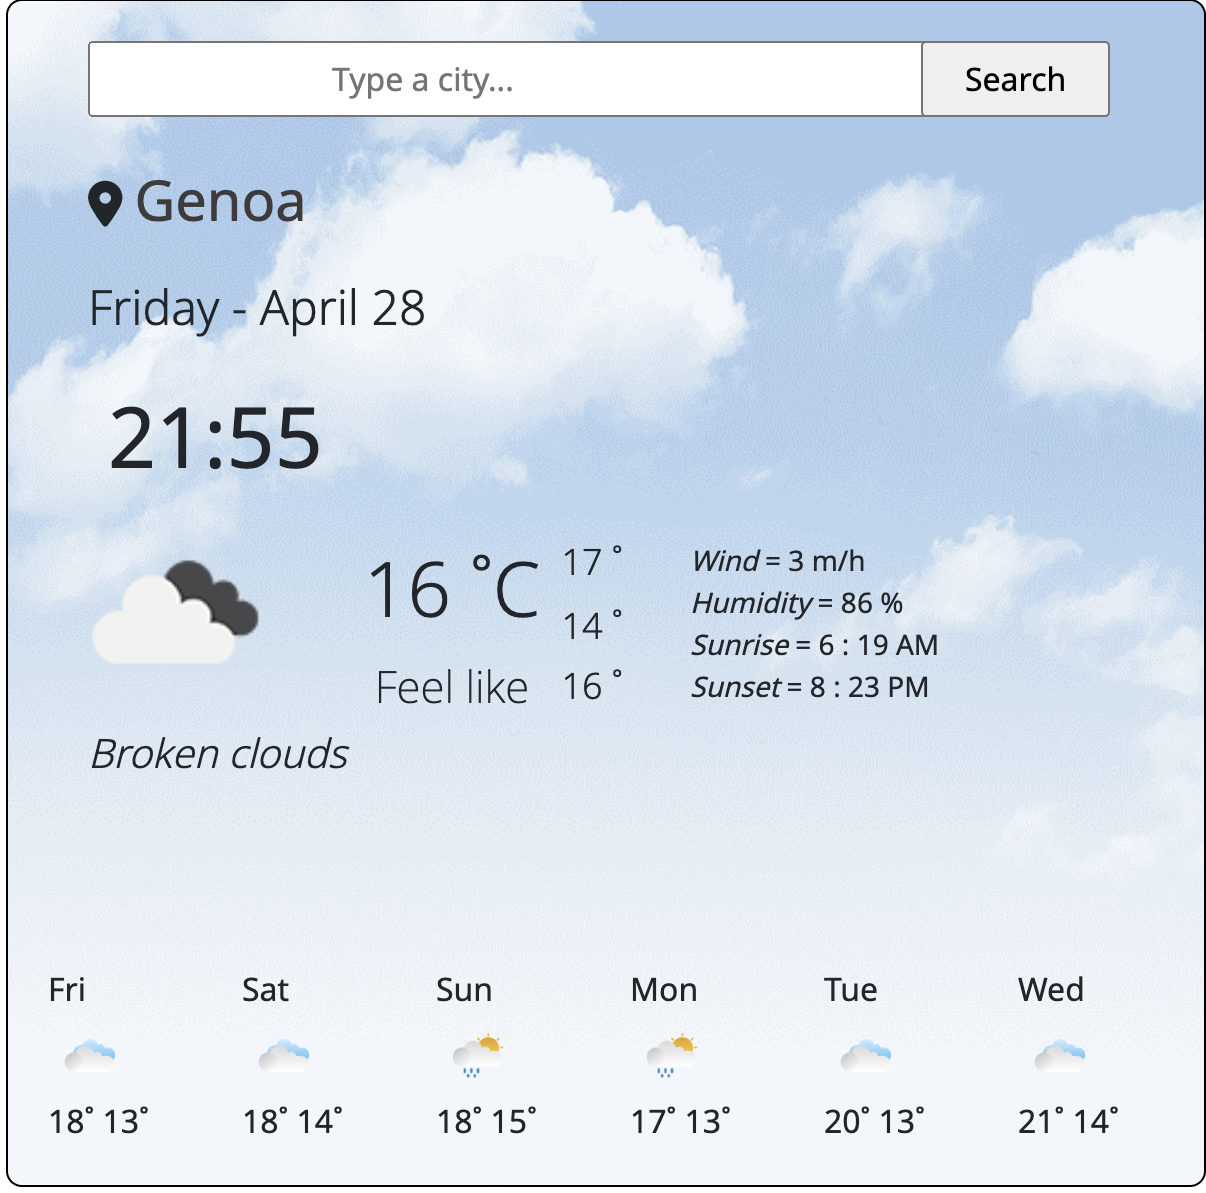 Type a city...
Search
Genoa
Friday - April 28
21:55
16 °C
17 °
14 °
Feel like 16 °
Wind = 3 m/h
Humidity = 86 %
Sunrise = 6 : 19 AM
Sunset = 8 : 23 PM
Broken clouds
Fri Sat Sun Mon Tue Wed
18° 13° 18° 14° 18° 15° 17° 13° 20° 13° 21° 14°